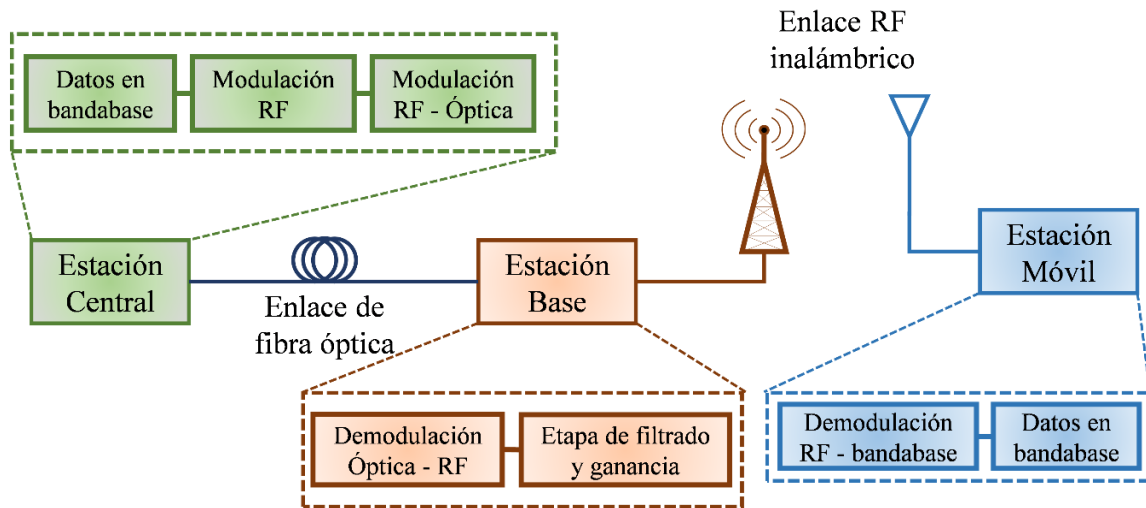 Enlace RF
inalámbrico
Datos en
bandabase
Modulación
RF
Modulación
RF - Óptica
Estación
Central
Enlace de
fibra óptica
Estación
Base
Estación
Móvil
Demodulación
Óptica - RF
Etapa de filtrado
y ganancia
Demodulación
RF - bandabase
Datos en
bandabase